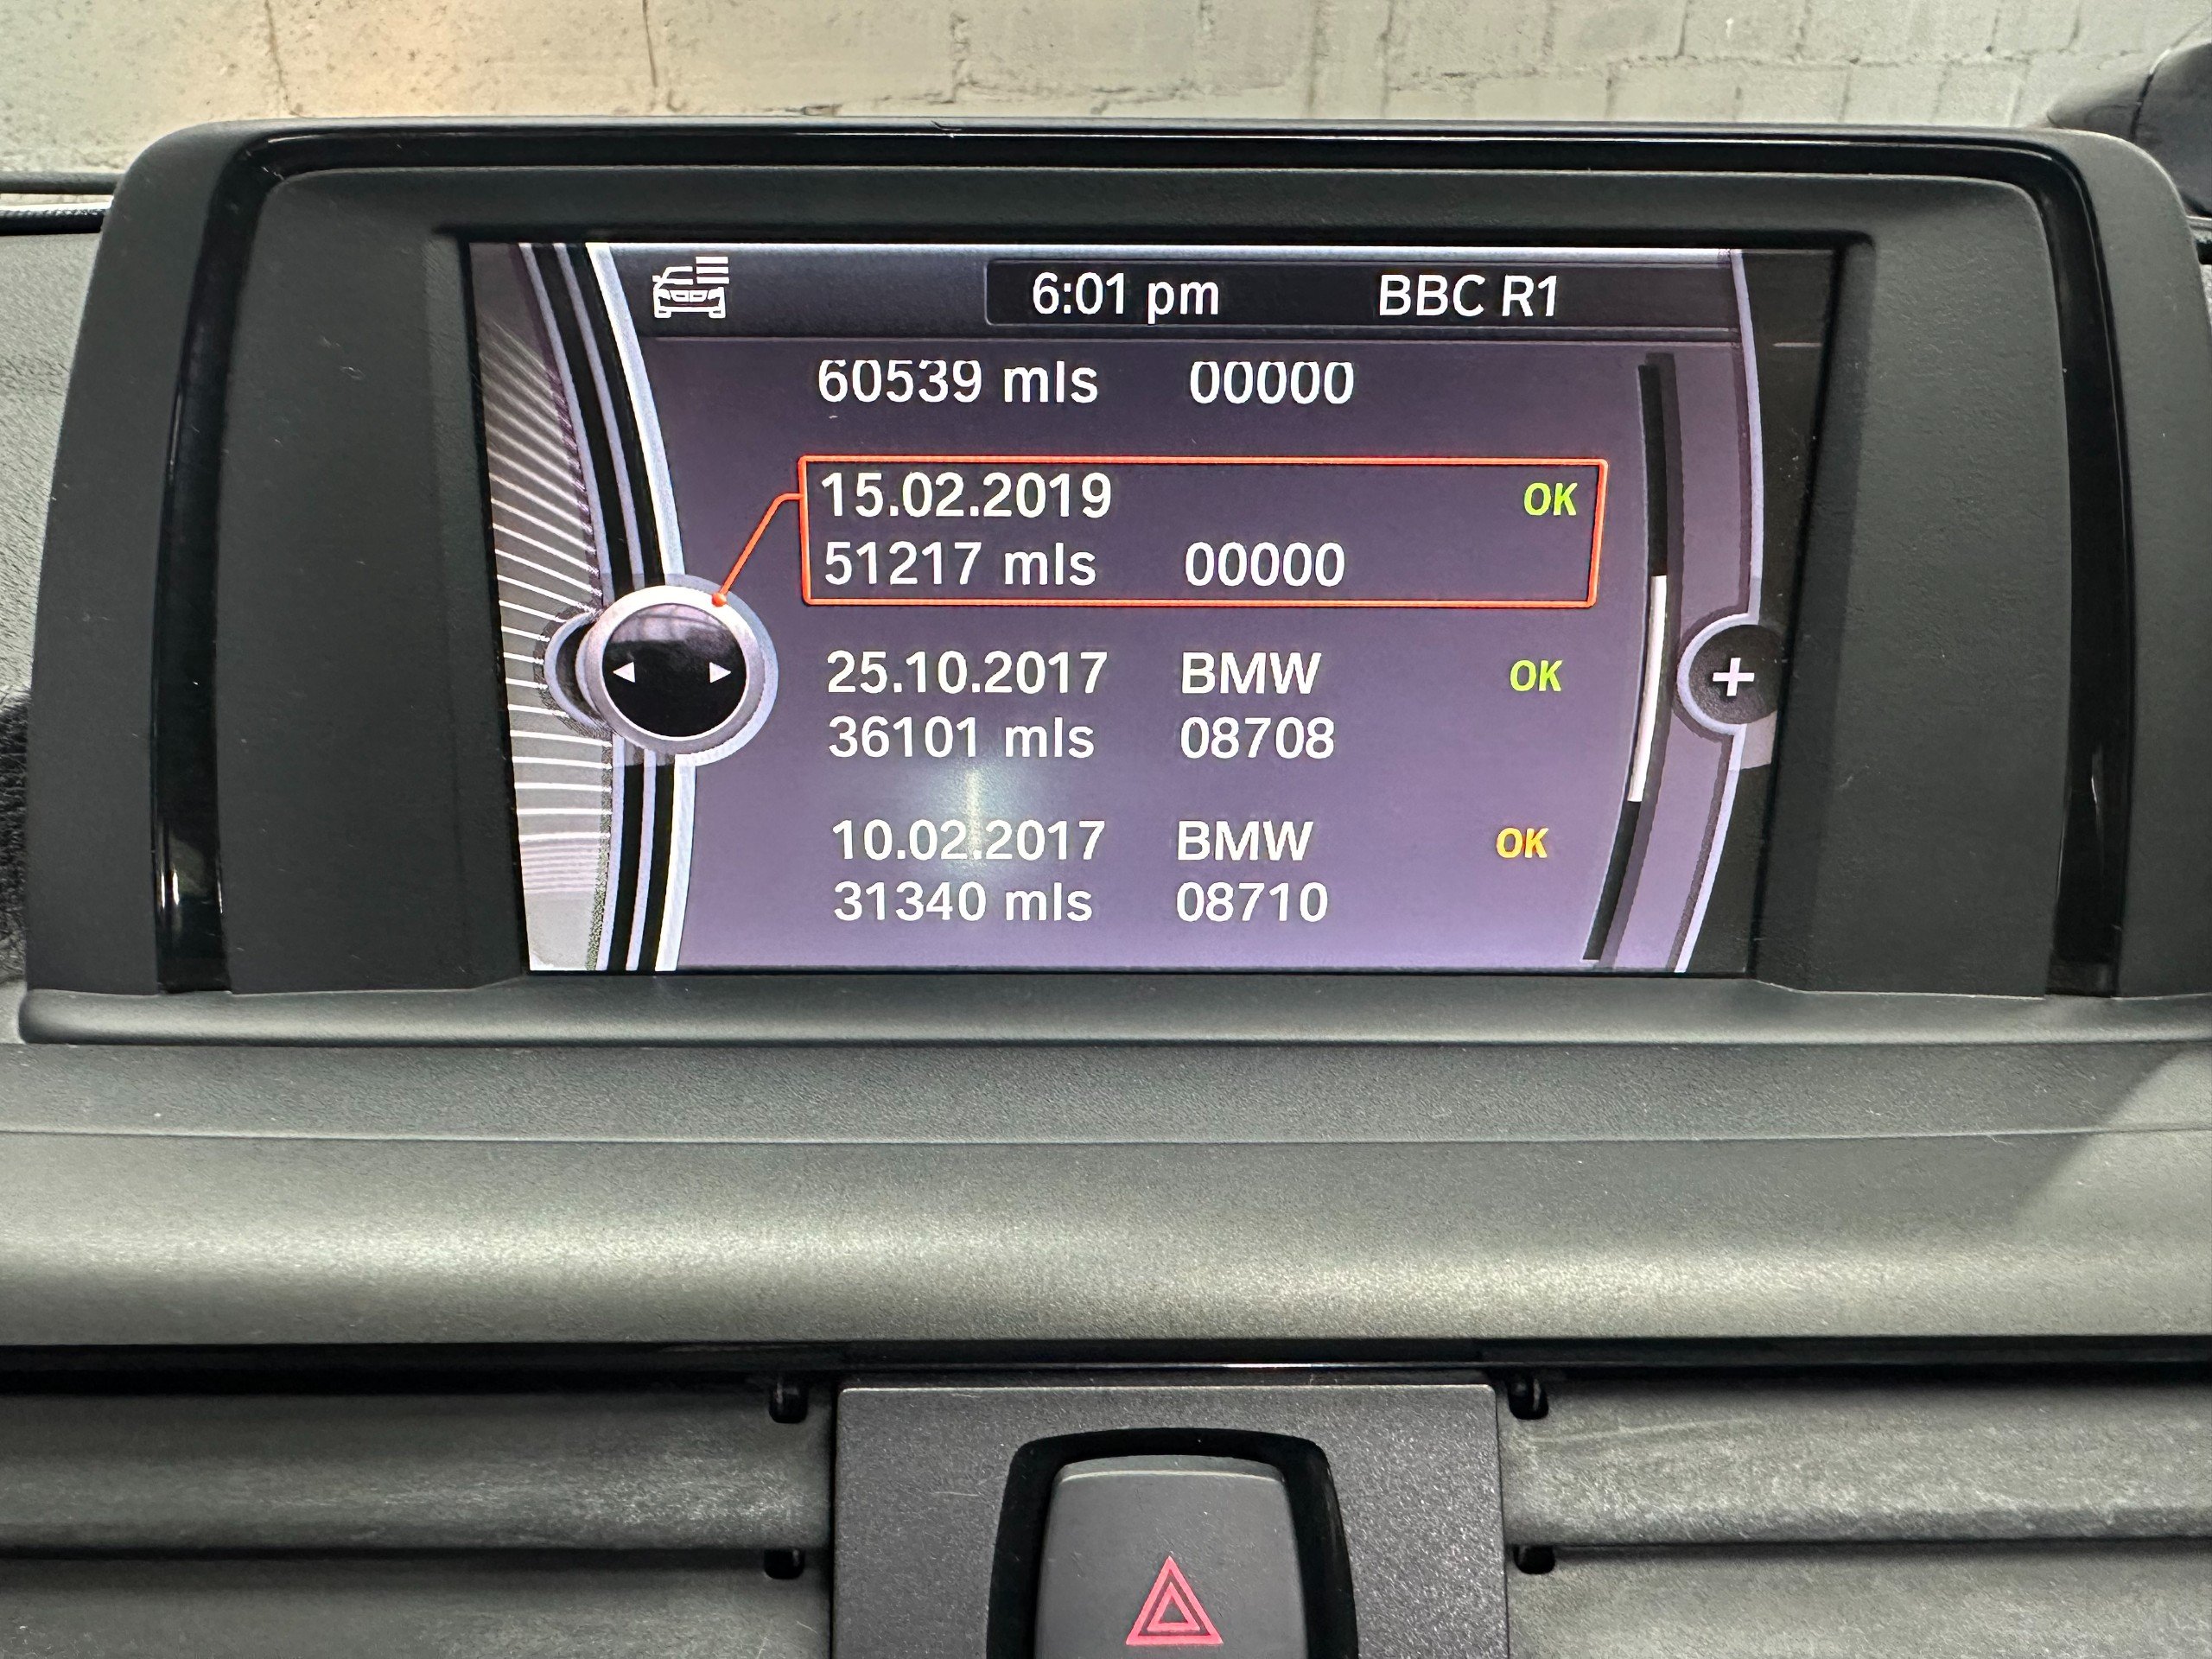 6:01 pm BBC R1
60539 mls 00000
15.02.2019 OK
51217 mls 00000
25.10.2017 BMW OK
36101 mls 08708
10.02.2017 BMW OK
31340 mls 08710